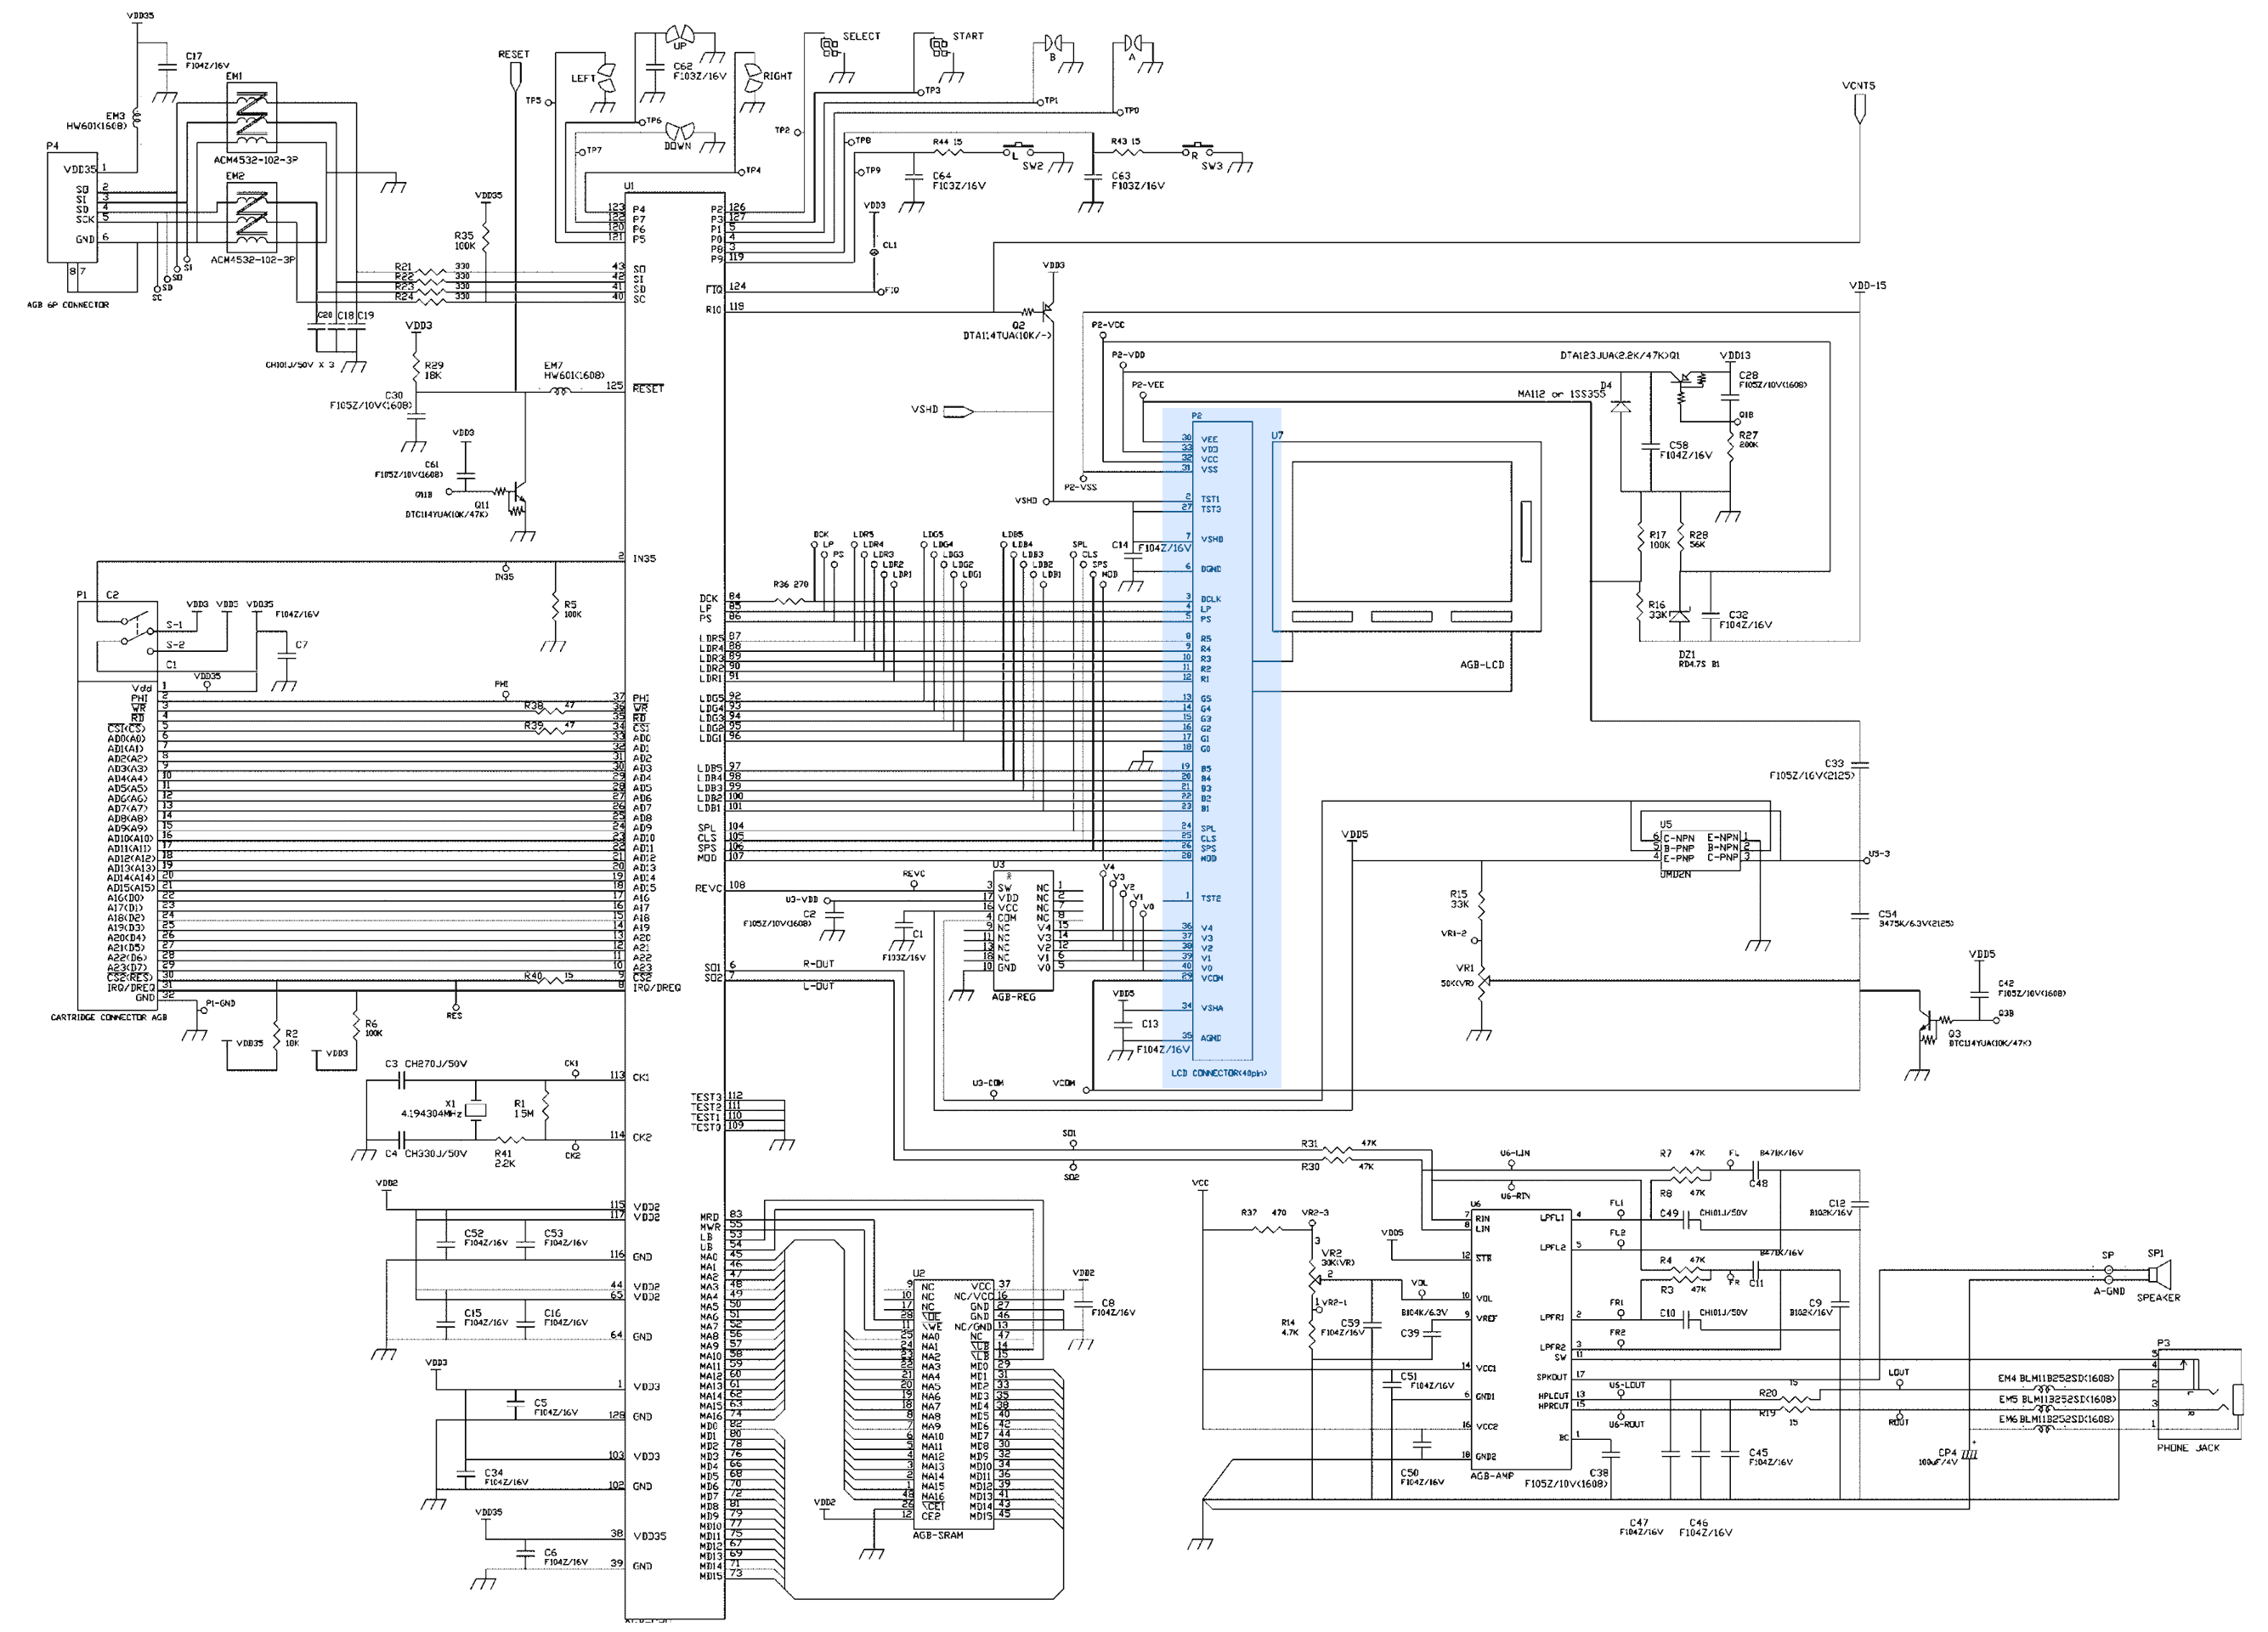 VDD35
C17
F104Z/16V
EM1
EM3
HW601(1608)
ACM4532-102-3P
EM2
ACM4532-102-3P
P4
VDD35 1
SO 2
SI 3
SD 4
SCK 5
GND 6
8 7
AGB 6P CONNECTOR
SC
SD
SO
SI
R21 330
R22 330
R23 330
R24 330
C20 C18 C19
CH101J/50V X 3
VDD35
R35
100K
RESET
LEFT
UP
C62
F103Z/16V
RIGHT
DOWN
TP5
TP6
TP7
TP4
SELECT
START
B
A
TP3
TP1
TP0
TP2
TP8
TP9
R44 15
L
SW2
R43 15
R
SW3
C64
F103Z/16V
C63
F103Z/16V
VDD3
CL1
FIQ
U1
123 P4
122 P7
120 P6
121 P5
P2 126
P3 127
P1 5
P0 4
P8 3
P9 119
43 SO
42 SI
41 SD
40 SC
FIQ 124
R10 118
VDD3
Q2
DTA114TUA(10K/-)
VCNT5
VDD-15
VDD3
R29
18K
C30
F105Z/10V(1608)
EM7
HW601(1608)
125 RESET
VDD3
C61
F105Z/10V(1608)
Q11B
Q11
DTC114YUA(10K/47K)
VSHD
P2-VCC
P2-VDD
P2-VEE
P2-VSS
VSHD
DTA123JUA(2.2K/47K)Q1
VDD13
C28
F105Z/10V(1608)
MA112 or 1SS355
D4
Q1B
R27
200K
C58
F104Z/16V
R17
100K
R28
56K
R16
33K
C32
F104Z/16V
DZ1
RD4.7S B1
P2
30 VEE
33 VDD
32 VCC
31 VSS
2 TST1
27 TST3
7 VSHD
6 DGND
3 DCLK
4 LP
5 PS
8 R5
9 R4
10 R3
11 R2
12 R1
13 G5
14 G4
15 G3
16 G2
17 G1
18 G0
19 B5
20 B4
21 B3
22 B2
23 B1
24 SPL
25 CLS
26 SPS
28 MOD
1 TST2
36 V4
37 V3
38 V2
39 V1
40 V0
29 VCOM
34 VSHA
35 AGND
LCD CONNECTOR(40pin)
U7
AGB-LCD
C14
F104Z/16V
2 IN35
IN35
R5
100K
R36 270
DCK
LP
PS
LDR5
LDR4
LDR3
LDR2
LDR1
LDG5
LDG4
LDG3
LDG2
LDG1
LDB5
LDB4
LDB3
LDB2
LDB1
SPL
CLS
SPS
MOD
DCK 84
LP 85
PS 86
LDR5 87
LDR4 88
LDR3 89
LDR2 90
LDR1 91
LDG5 92
LDG4 93
LDG3 94
LDG2 95
LDG1 96
LDB5 97
LDB4 98
LDB3 99
LDB2 100
LDB1 101
SPL 104
CLS 105
SPS 106
MOD 107
REVC 108
SO1 6
SO2 7
R-OUT
L-OUT
P1 C2
VDD3
VDD5
VDD35
F104Z/16V
S-1
S-2
C1
C7
VDD35
Vdd 1
PHI 2
WR 3
RD 4
CS1(CS) 5
AD0(A0) 6
AD1(A1) 7
AD2(A2) 8
AD3(A3) 9
AD4(A4) 10
AD5(A5) 11
AD6(A6) 12
AD7(A7) 13
AD8(A8) 14
AD9(A9) 15
AD10(A10) 16
AD11(A11) 17
AD12(A12) 18
AD13(A13) 19
AD14(A14) 20
AD15(A15) 21
A16(D0) 22
A17(D1) 23
A18(D2) 24
A19(D3) 25
A20(D4) 26
A21(D5) 27
A22(D6) 28
A23(D7) 29
CS2(RES) 30
IRQ/DREQ 31
GND 32
P1-GND
CARTRIDGE CONNECTOR AGB
PHI
R38 47
R39 47
R40 15
37 PHI
36 WR
35 RD
34 CS1
33 AD0
32 AD1
31 AD2
30 AD3
29 AD4
28 AD5
27 AD6
26 AD7
25 AD8
24 AD9
23 AD10
22 AD11
21 AD12
20 AD13
19 AD14
18 AD15
17 A16
16 A17
15 A18
14 A19
13 A20
12 A21
11 A22
10 A23
9 CS2
8 IRQ/DREQ
RES
R2
18K
VDD35
R6
100K
VDD3
REVC
U3-VDD
C2
F105Z/10V(1608)
C1
F103Z/16V
U3
3 SW NC 1
17 VDD NC 2
16 VCC NC 7
4 COM NC 8
9 NC V4 15
11 NC V3 14
13 NC V2 12
18 NC V1 6
10 GND V0 5
AGB-REG
V4
V3
V2
V1
V0
VDD5
C13
F104Z/16V
U3-COM
VCOM
VDD5
R15
33K
VR1-2
VR1
50K(VR)
U5
6 C-NPN E-NPN 1
5 B-PNP B-NPN 2
4 E-PNP C-PNP 3
UMD2N
U5-3
C33
F105Z/16V(2125)
C54
B475K/6.3V(2125)
VDD5
C42
F105Z/10V(1608)
Q3B
Q3
DTC114YUA(10K/47K)
C3 CH270J/50V
CK1
X1
4.194304MHz
R1
1.5M
C4 CH330J/50V
R41
2.2K
CK2
113 CK1
114 CK2
TEST3 112
TEST2 111
TEST1 110
TEST0 109
VDD2
115 VDD2
117 VDD2
C52
F104Z/16V
C53
F104Z/16V
116 GND
44 VDD2
65 VDD2
C15
F104Z/16V
C16
F104Z/16V
64 GND
VDD3
1 VDD3
C5
F104Z/16V
128 GND
103 VDD3
C34
F104Z/16V
102 GND
VDD35
38 VDD35
C6
F104Z/16V
39 GND
MRD 83
MWR 55
LB 53
UB 54
MA0 45
MA1 46
MA2 47
MA3 48
MA4 49
MA5 50
MA6 51
MA7 52
MA8 56
MA9 57
MA10 58
MA11 59
MA12 60
MA13 61
MA14 62
MA15 63
MA16 74
MD0 82
MD1 80
MD2 78
MD3 76
MD4 66
MD5 68
MD6 70
MD7 72
MD8 81
MD9 79
MD10 77
MD11 75
MD12 67
MD13 69
MD14 71
MD15 73
U2
9 NC VCC 37
10 NC NC/VCC 16
17 NC GND 27
28 \OE GND 46
11 \WE NC/GND 13
25 MA0 NC 47
24 MA1 \UB 14
23 MA2 \LB 15
22 MA3 MD0 29
21 MA4 MD1 31
20 MA5 MD2 33
19 MA6 MD3 35
18 MA7 MD4 38
8 MA8 MD5 40
7 MA9 MD6 42
6 MA10 MD7 44
5 MA11 MD8 30
4 MA12 MD9 32
3 MA13 MD10 34
2 MA14 MD11 36
1 MA15 MD12 39
48 MA16 MD13 41
26 \CE1 MD14 43
12 CE2 MD15 45
AGB-SRAM
VDD2
VDD2
C8
F104Z/16V
SO1
SO2
R31 47K
R30 47K
VCC
R37 470
VR2-3
3
VR2
30K(VR)
2
1 VR2-1
R14
4.7K
VDD5
VOL
C59
F104Z/16V
B104K/6.3V
C39
C51
F104Z/16V
C50
F104Z/16V
U6-LIN
U6-RIN
U6
7 RIN
8 LIN
12 STB
10 VOL
9 VREF
14 VCC1
6 GND1
16 VCC2
18 GND2
LPFL1 4
LPFL2 5
LPFR1 2
LPFR2 3
SW 11
SPKOUT 17
HPLOUT 13
HPROUT 15
BC 1
AGB-AMP
F105Z/10V(1608)
C38
R7 47K
FL
B471K/16V
C48
R8 47K
FL1
C49
CH101J/50V
C12
B102K/16V
FL2
R4 47K
B471K/16V
R3 47K
FR
C11
FR1
C10
CH101J/50V
C9
B102K/16V
FR2
U6-LOUT
U6-ROUT
15
R20
R19
15
LOUT
ROUT
EM4 BLM11B252SD(1608)
EM5 BLM11B252SD(1608)
EM6 BLM11B252SD(1608)
C45
F104Z/16V
C47
F104Z/16V
C46
F104Z/16V
CP4
100uF/4V
SP
SP1
A-GND
SPEAKER
P3
5
4
2
3
1
PHONE JACK